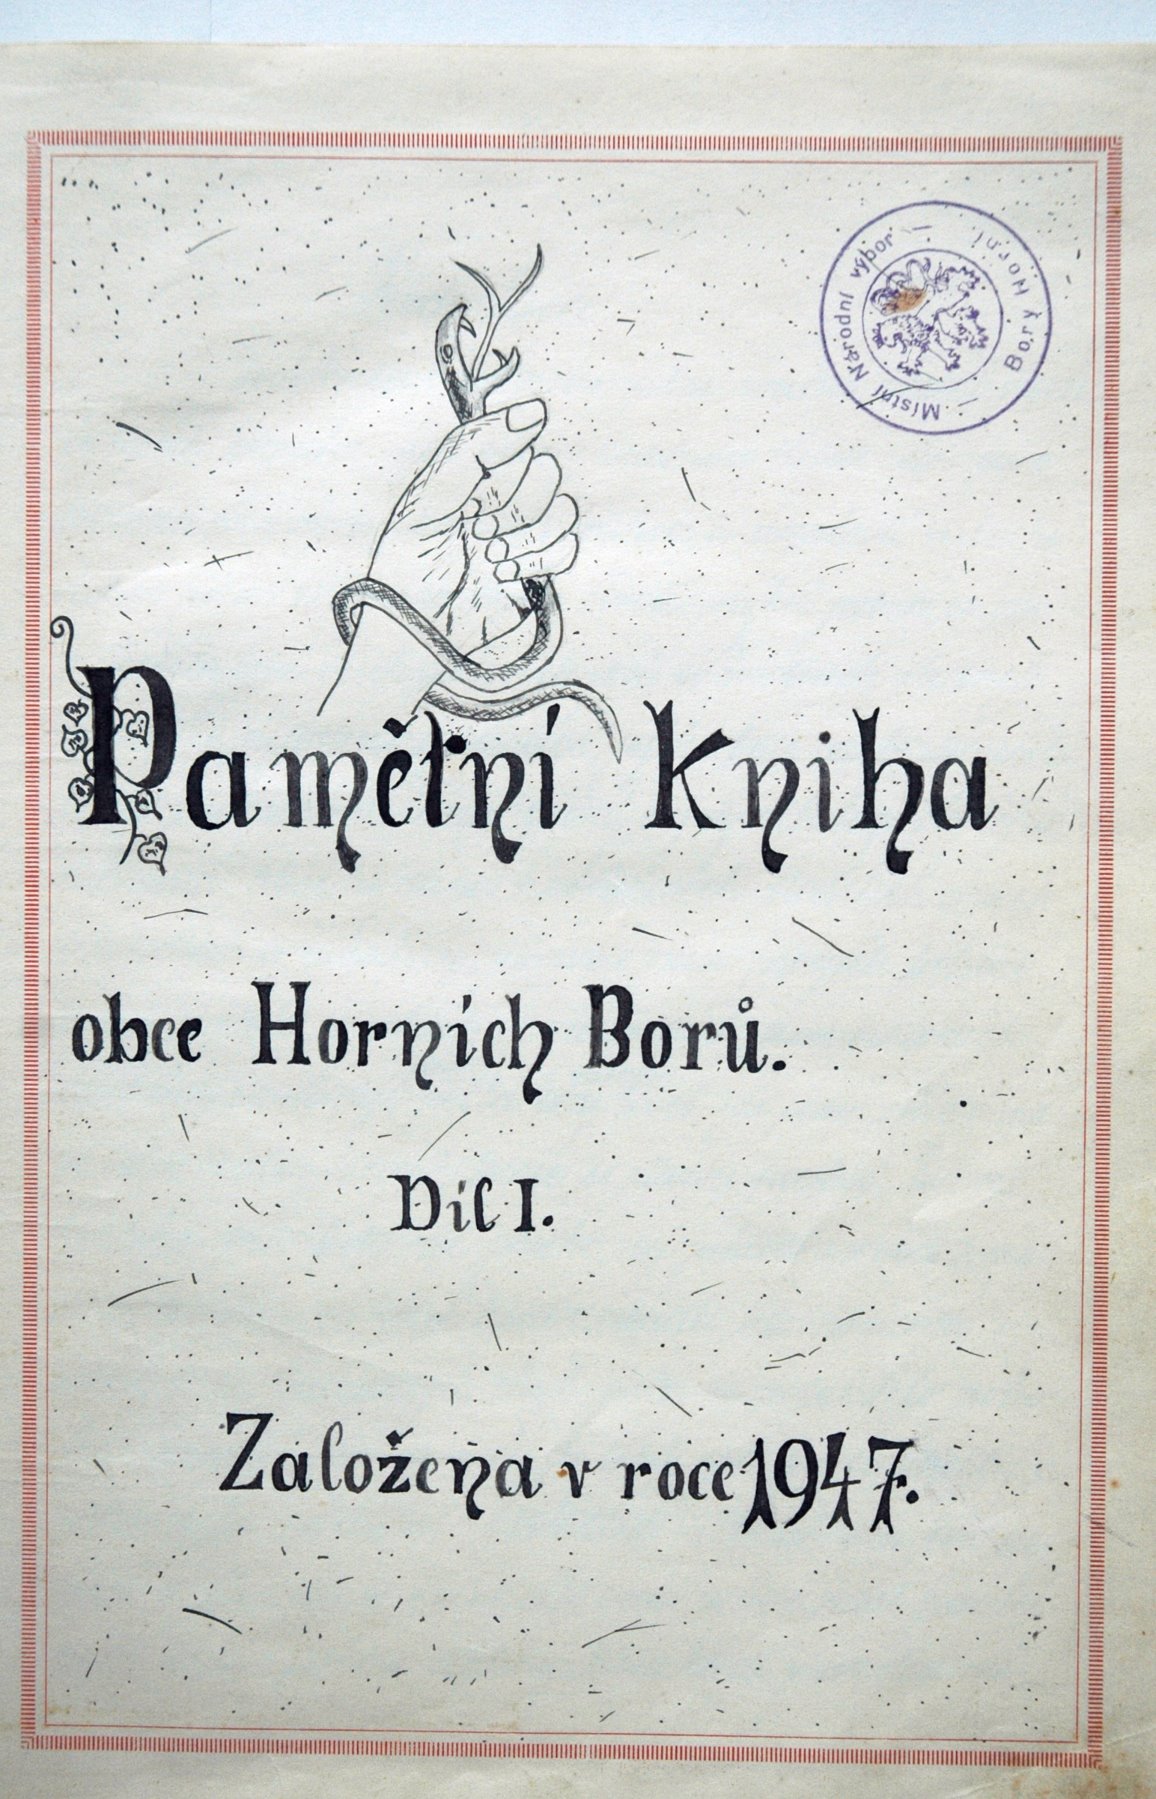 Místní Národní výbor
Bory Horní
Pamětní kniha
obce Horních Borů.
Díl I.
Založena v roce 1947.